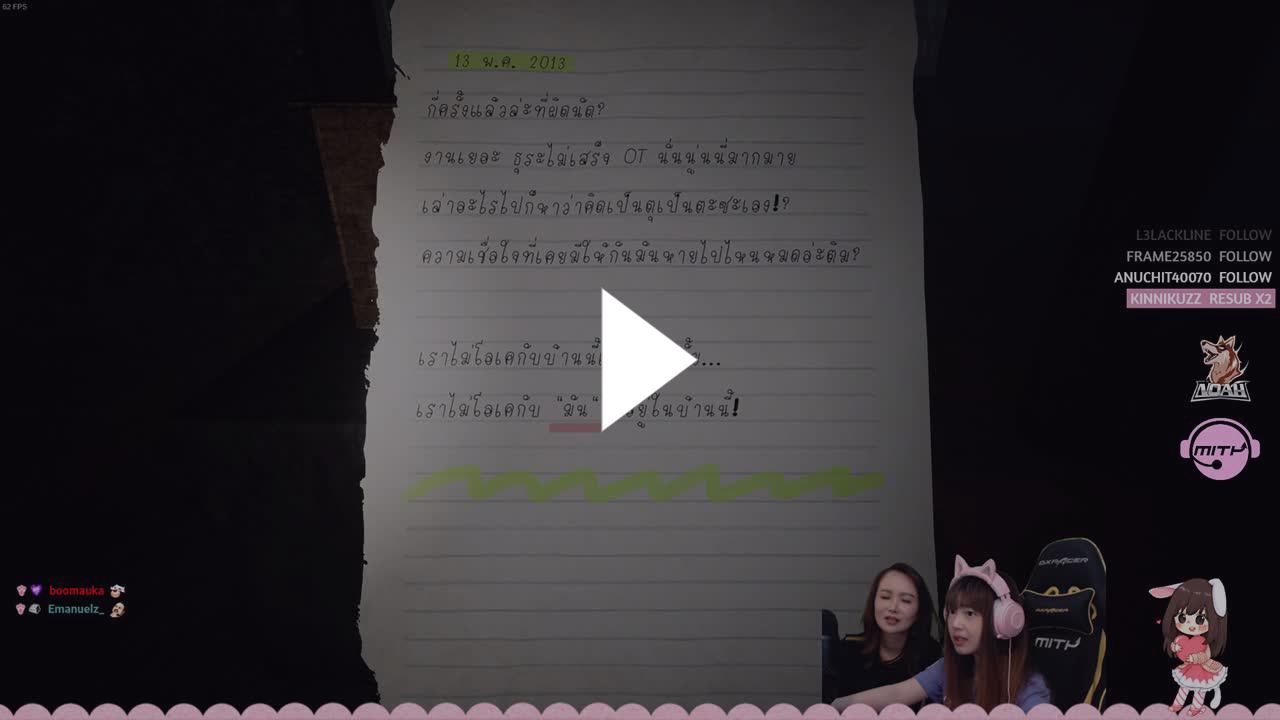 62 FPS
13 พ.ค. 2013
กี่ครั้งแล้วล่ะที่ผิดนัด?
งานเยอะ ธุระไม่เสร็จ OT นั่นนู่นนี่มากมาย
เล่าอะไรไปก็หาว่าคิดเป็นตุเป็นตะซะเอง!?
ความเชื่อใจที่เคยมีให้กันมันหายไปไหนหมดล่ะติม?
เราไม่โอเคกับบ้านนี้
เราไม่โอเคกับ "มัน" อยู่ในบ้านนี้!
L3LACKLINE FOLLOW
FRAME25850 FOLLOW
ANUCHIT40070 FOLLOW
KINNIKUZZ RESUB X2
NOAH
MITH
boomauka
Emanuelz_
DXRACER
DXRACER
MITH